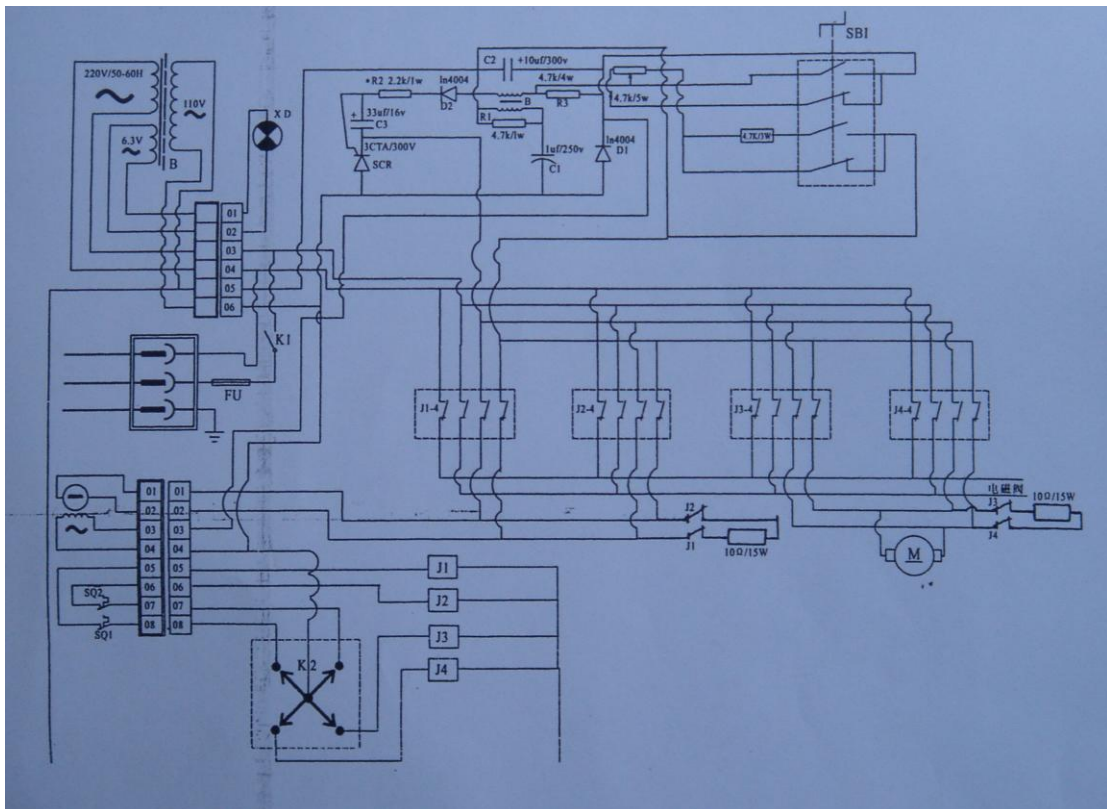 SB1
C2
+10uf/300v
220V/50-60H
*R2 2.2k/1w
1n4004
4.7k/4w
4.7k/5w
D2
B
R3
110V
XD
33uf/16v
C3
R1
4.7k/1w
6.3V
B
3CTA/300V
SCR
1uf/250v
C1
1n4004
D1
4.7K/3W
01
02
03
04
05
06
K1
FU
J1-4
J2-4
J3-4
J4-4
电磁阀
01
02
03
04
05
06
07
08
01
02
03
04
05
06
07
08
J2
J1
10Ω/15W
J3
J4
10Ω/15W
M
SQ2
SQ1
J1
J2
J3
J4
K2